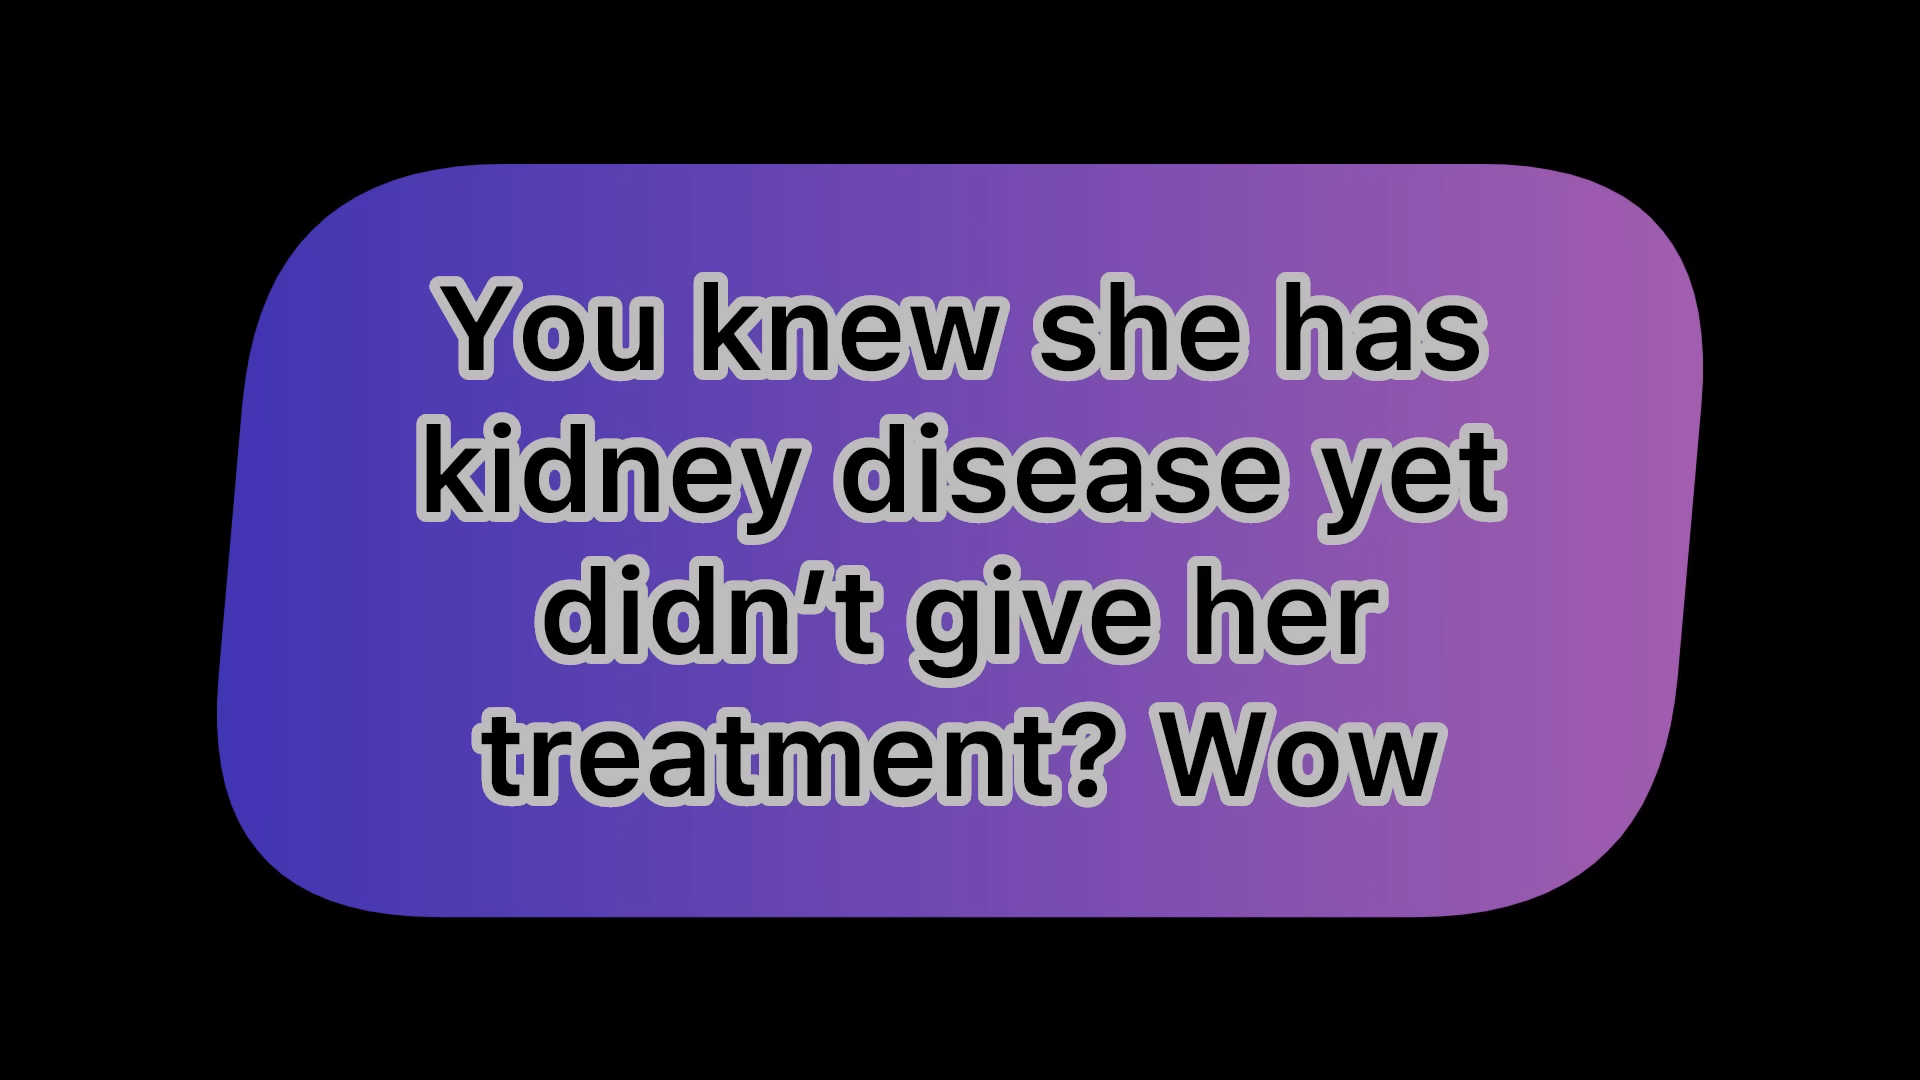 You knew she has
kidney disease yet
didn’t give her
treatment? Wow